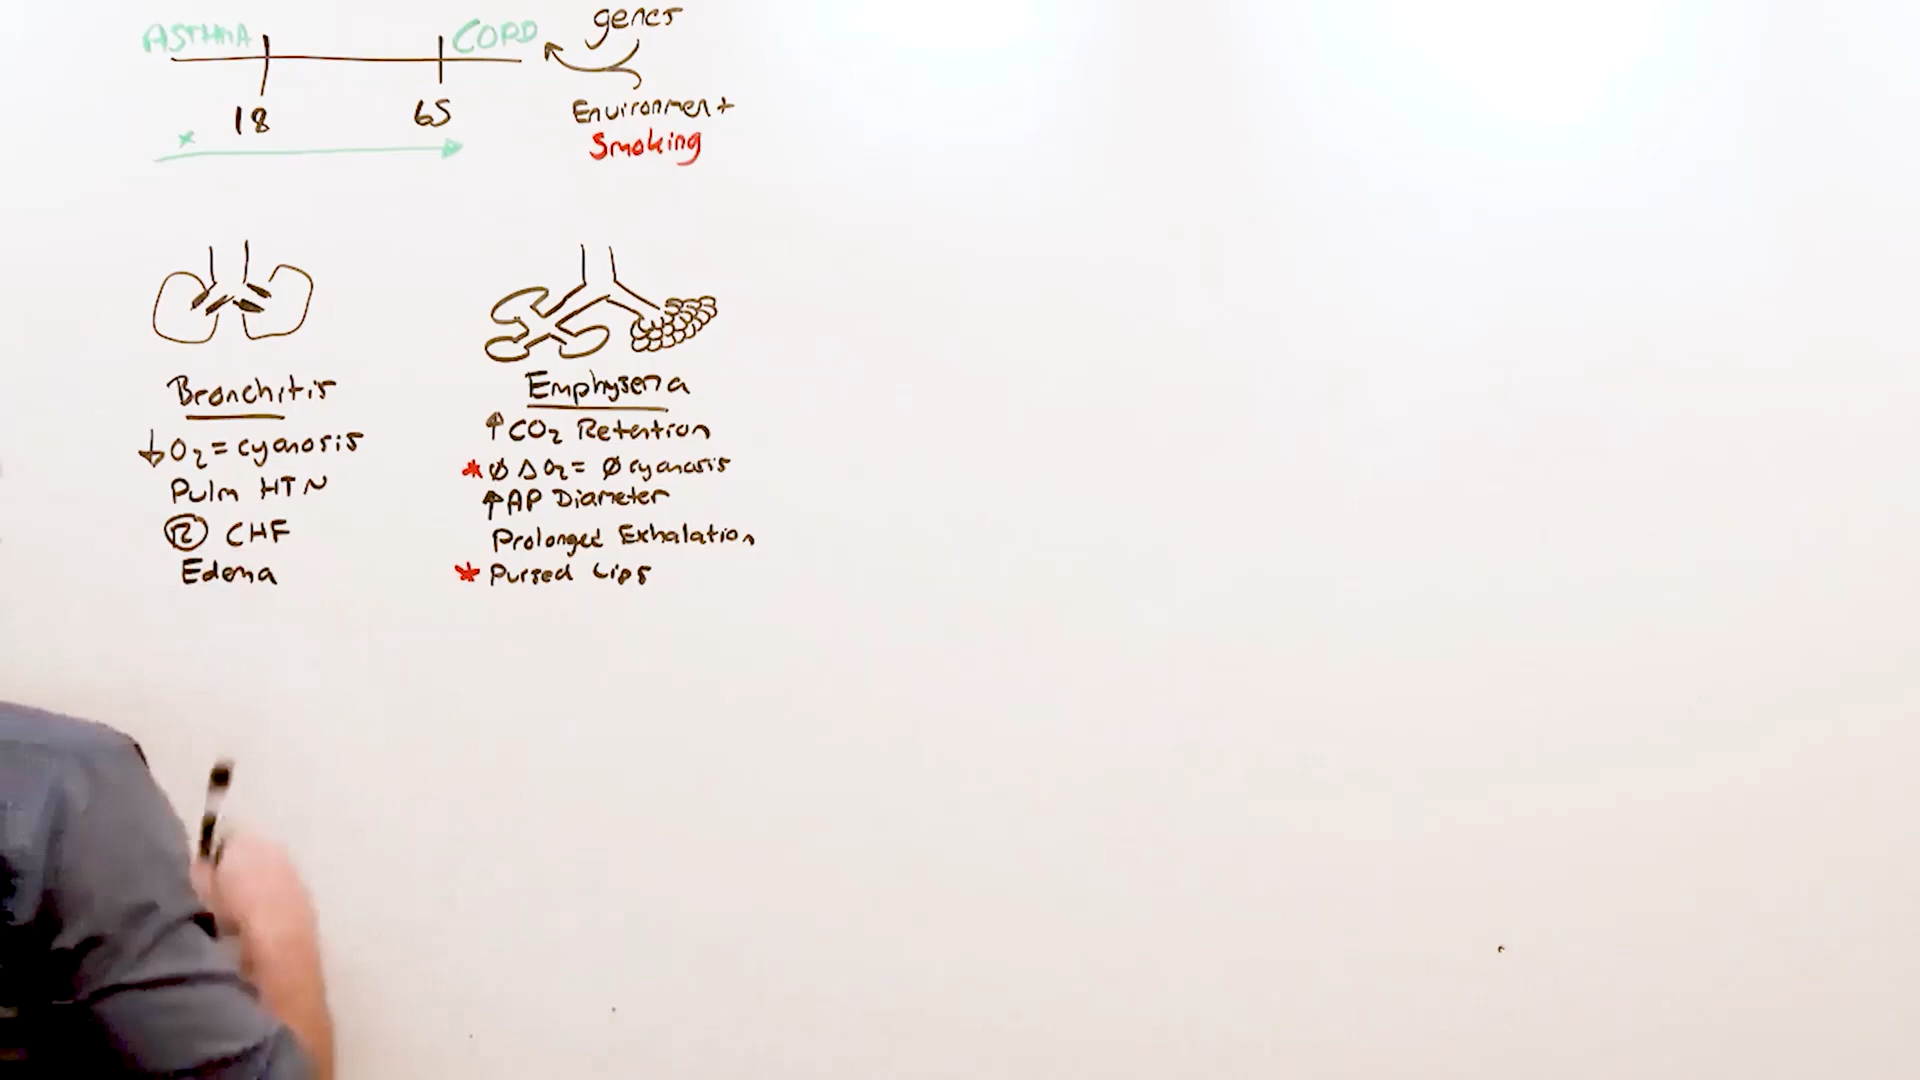 ASTHMA
COPD
genes
18
65
Environment
Smoking
Bronchitis
↓O₂ = cyanosis
Pulm HTN
Ⓡ CHF
Edema
Emphysema
↑CO₂ Retention
* ∅ Δ O₂ = ∅ cyanosis
↑AP Diameter
Prolonged Exhalation
* Pursed Lips